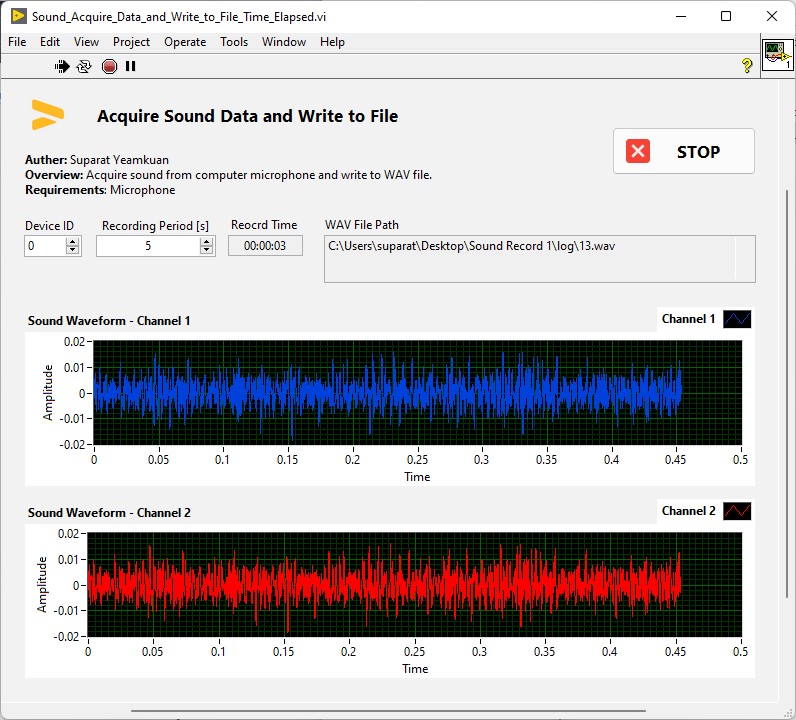 Sound_Acquire_Data_and_Write_to_File_Time_Elapsed.vi
File Edit View Project Operate Tools Window Help
?
1
Acquire Sound Data and Write to File
STOP
Auther: Suparat Yeamkuan
Overview: Acquire sound from computer microphone and write to WAV file.
Requirements: Microphone
Device ID Recording Period [s] Reocrd Time WAV File Path
0 5 00:00:03 C:\Users\suparat\Desktop\Sound Record 1\log\13.wav
Sound Waveform - Channel 1 Channel 1
Amplitude
0.02
0.01
0
-0.01
-0.02
0 0.05 0.1 0.15 0.2 0.25 0.3 0.35 0.4 0.45 0.5
Time
Sound Waveform - Channel 2 Channel 2
Amplitude
0.02
0.01
0
-0.01
-0.02
0 0.05 0.1 0.15 0.2 0.25 0.3 0.35 0.4 0.45 0.5
Time